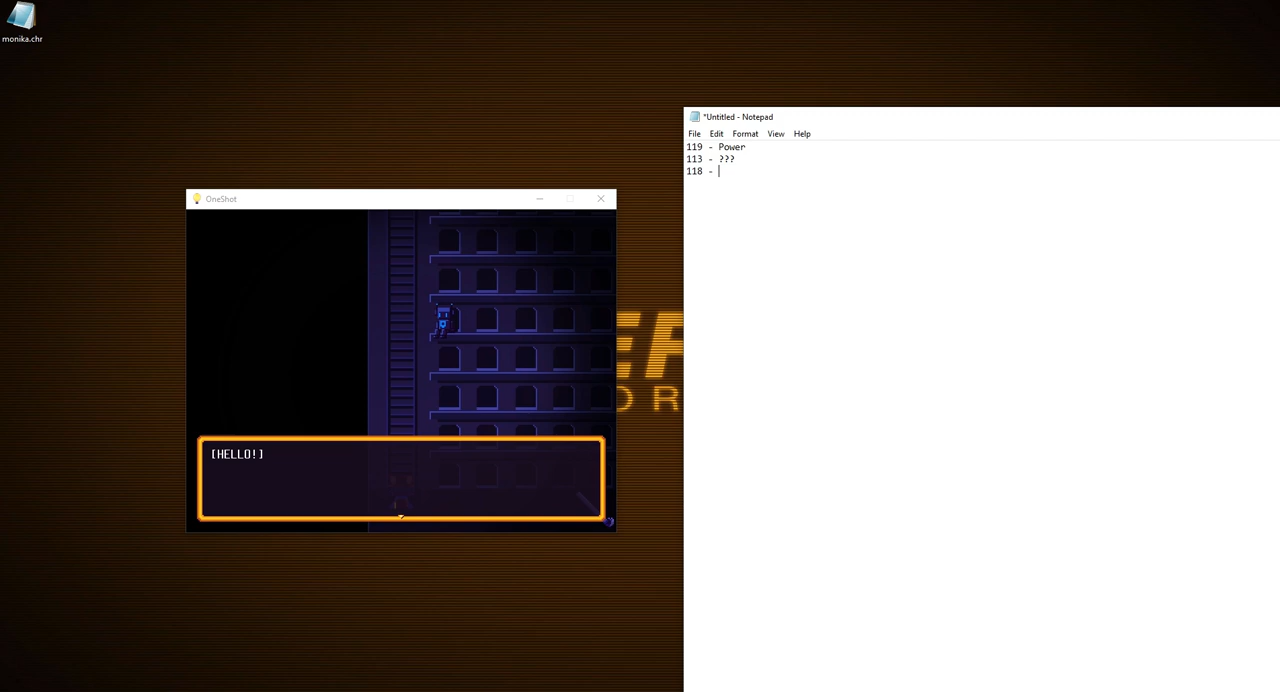 monika.chr
*Untitled - Notepad
File Edit Format View Help
119 - Power
113 - ???
118 -
OneShot
[HELLO!]